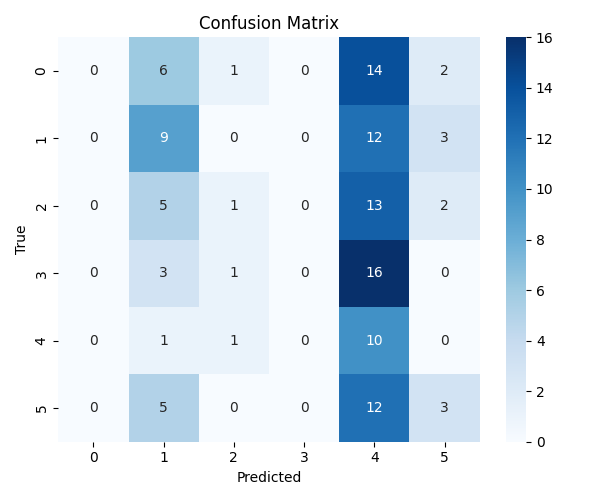 Confusion Matrix
0 0 6 1 0 14 2
1 0 9 0 0 12 3
2 0 5 1 0 13 2
3 0 3 1 0 16 0
4 0 1 1 0 10 0
5 0 5 0 0 12 3
0 1 2 3 4 5
True
Predicted
16
14
12
10
8
6
4
2
0